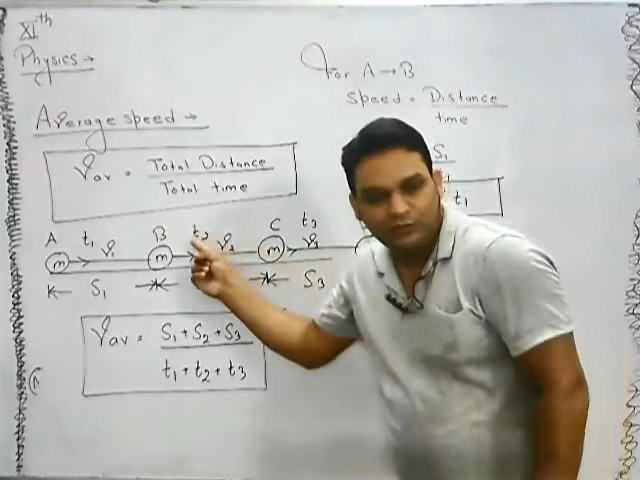 XIth
Physics→
Average speed→
Vav = Total Distance / Total time
For A→B
Speed = Distance / time
S1
t1
A t1 V1 B t2 V2 C t3 V3
m m m
S1 S3
Vav = S1 + S2 + S3 / t1 + t2 + t3